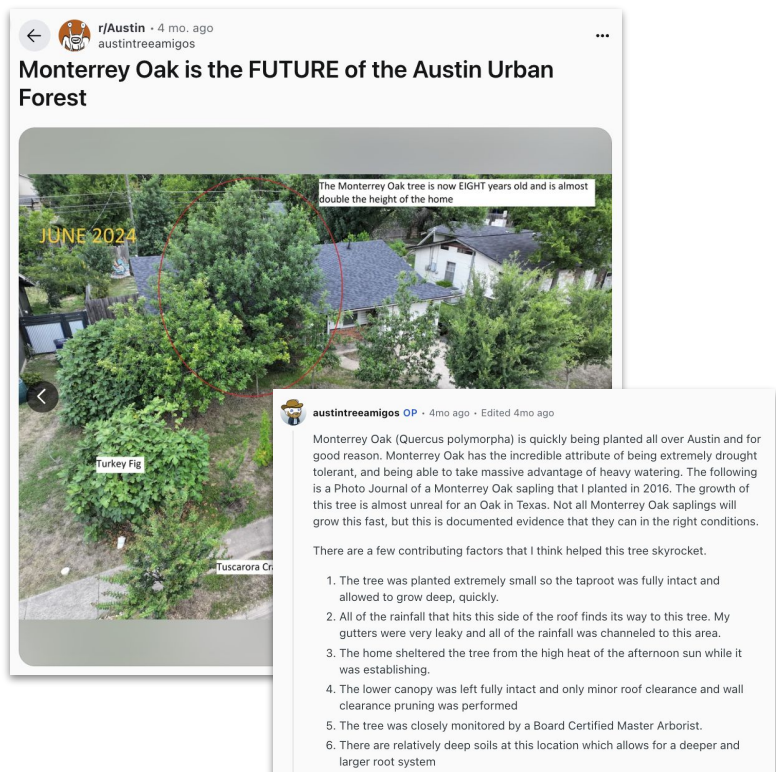 r/Austin • 4 mo. ago
austintreeamigos
Monterrey Oak is the FUTURE of the Austin Urban
Forest
The Monterrey Oak tree is now EIGHT years old and is almost
double the height of the home
JUNE 2024
Turkey Fig
Tuscarora Cr
austintreeamigos OP • 4mo ago • Edited 4mo ago
Monterrey Oak (Quercus polymorpha) is quickly being planted all over Austin and for
good reason. Monterrey Oak has the incredible attribute of being extremely drought
tolerant, and being able to take massive advantage of heavy watering. The following
is a Photo Journal of a Monterrey Oak sapling that I planted in 2016. The growth of
this tree is almost unreal for an Oak in Texas. Not all Monterrey Oak saplings will
grow this fast, but this is documented evidence that they can in the right conditions.
There are a few contributing factors that I think helped this tree skyrocket.
1. The tree was planted extremely small so the taproot was fully intact and
allowed to grow deep, quickly.
2. All of the rainfall that hits this side of the roof finds its way to this tree. My
gutters were very leaky and all of the rainfall was channeled to this area.
3. The home sheltered the tree from the high heat of the afternoon sun while it
was establishing.
4. The lower canopy was left fully intact and only minor roof clearance and wall
clearance pruning was performed
5. The tree was closely monitored by a Board Certified Master Arborist.
6. There are relatively deep soils at this location which allows for a deeper and
larger root system